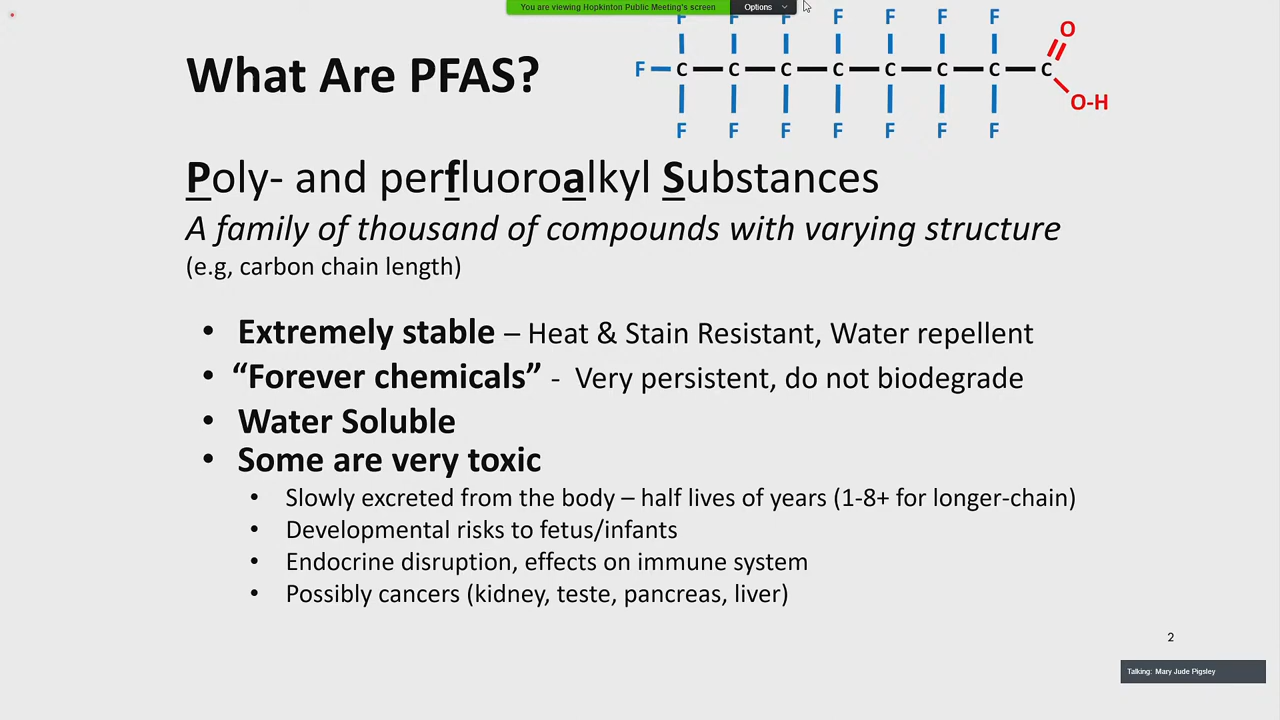 You are viewing Hopkinton Public Meeting's screen Options
F F F F F F F O
What Are PFAS?
F C C C C C C C C
O-H
F F F F F F F
Poly- and perfluoroalkyl Substances
A family of thousand of compounds with varying structure
(e.g, carbon chain length)
• Extremely stable – Heat & Stain Resistant, Water repellent
• “Forever chemicals” - Very persistent, do not biodegrade
• Water Soluble
• Some are very toxic
• Slowly excreted from the body – half lives of years (1-8+ for longer-chain)
• Developmental risks to fetus/infants
• Endocrine disruption, effects on immune system
• Possibly cancers (kidney, teste, pancreas, liver)
2
Talking: Mary Jude Pigsley